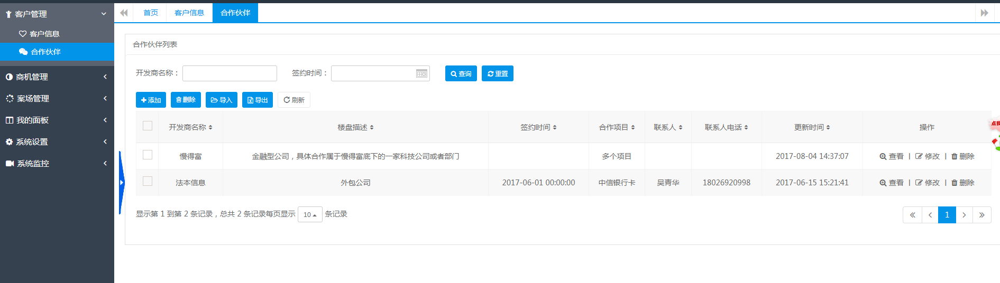 客户管理
客户信息
合作伙伴
商机管理
案场管理
我的面板
系统设置
系统监控
首页 客户信息 合作伙伴
合作伙伴列表
开发商名称： 签约时间： 查询 重置
添加 删除 导入 导出 刷新
开发商名称 楼盘描述 签约时间 合作项目 联系人 联系人电话 更新时间 操作
慢得富 金融型公司，具体合作属于慢得富底下的一家科技公司或者部门 多个项目 2017-08-04 14:37:07 查看 | 修改 | 删除
法本信息 外包公司 2017-06-01 00:00:00 中信银行卡 吴青华 18026920998 2017-06-15 15:21:41 查看 | 修改 | 删除
显示第 1 到第 2 条记录，总共 2 条记录每页显示 10 条记录
« ‹ 1 › »
点我